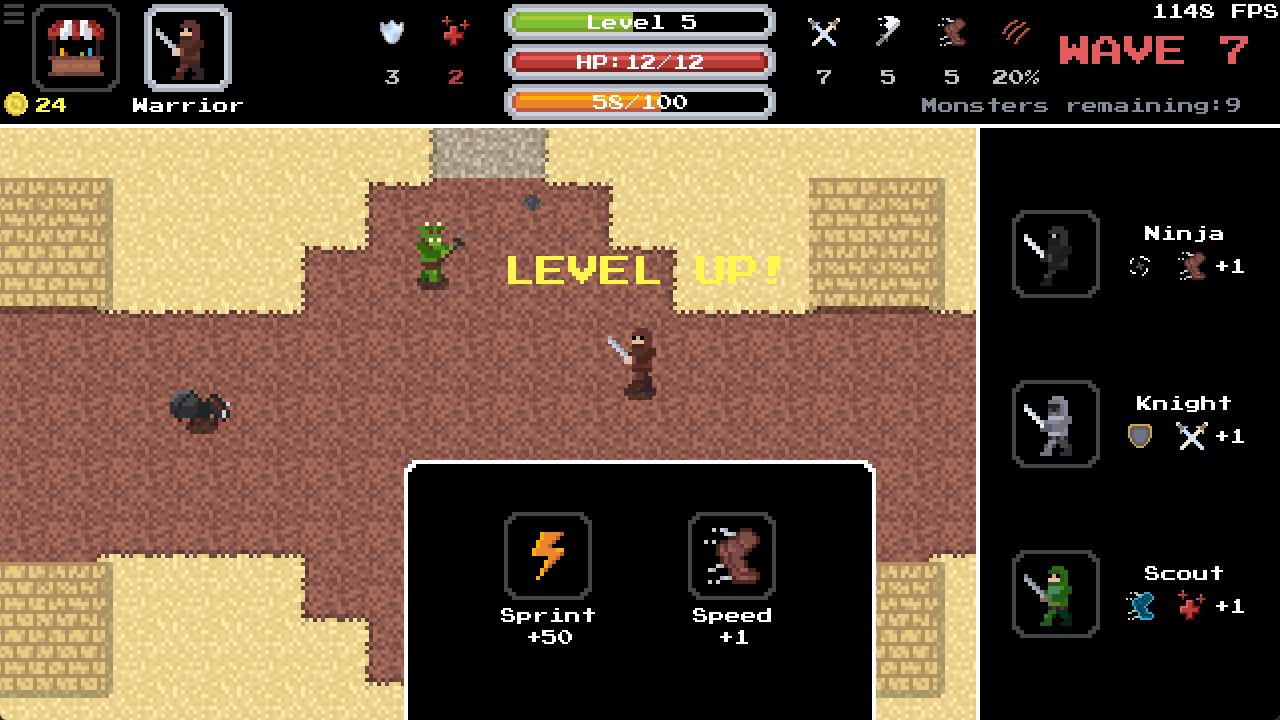 1148 FPS
Level 5
HP:12/12
58/100
3
2
7
5
5
20%
WAVE 7
24
Warrior
Monsters remaining:9
LEVEL UP!
Ninja
+1
Knight
+1
Scout
+1
Sprint
+50
Speed
+1